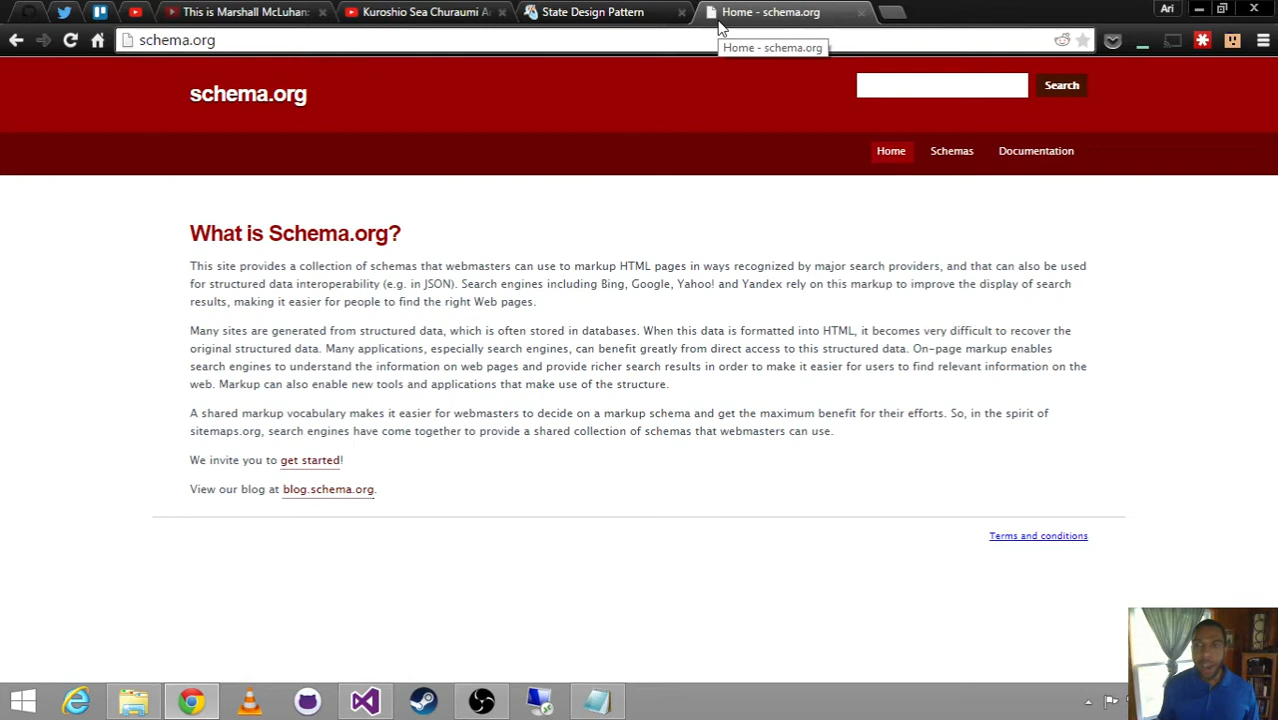 This is Marshall McLuhan:
Kuroshio Sea Churaumi A
State Design Pattern
Home - schema.org
Ari
schema.org
Home - schema.org
schema.org
Search
Home
Schemas
Documentation
What is Schema.org?
This site provides a collection of schemas that webmasters can use to markup HTML pages in ways recognized by major search providers, and that can also be used
for structured data interoperability (e.g. in JSON). Search engines including Bing, Google, Yahoo! and Yandex rely on this markup to improve the display of search
results, making it easier for people to find the right Web pages.
Many sites are generated from structured data, which is often stored in databases. When this data is formatted into HTML, it becomes very difficult to recover the
original structured data. Many applications, especially search engines, can benefit greatly from direct access to this structured data. On-page markup enables
search engines to understand the information on web pages and provide richer search results in order to make it easier for users to find relevant information on the
web. Markup can also enable new tools and applications that make use of the structure.
A shared markup vocabulary makes it easier for webmasters to decide on a markup schema and get the maximum benefit for their efforts. So, in the spirit of
sitemaps.org, search engines have come together to provide a shared collection of schemas that webmasters can use.
We invite you to get started!
View our blog at blog.schema.org.
Terms and conditions